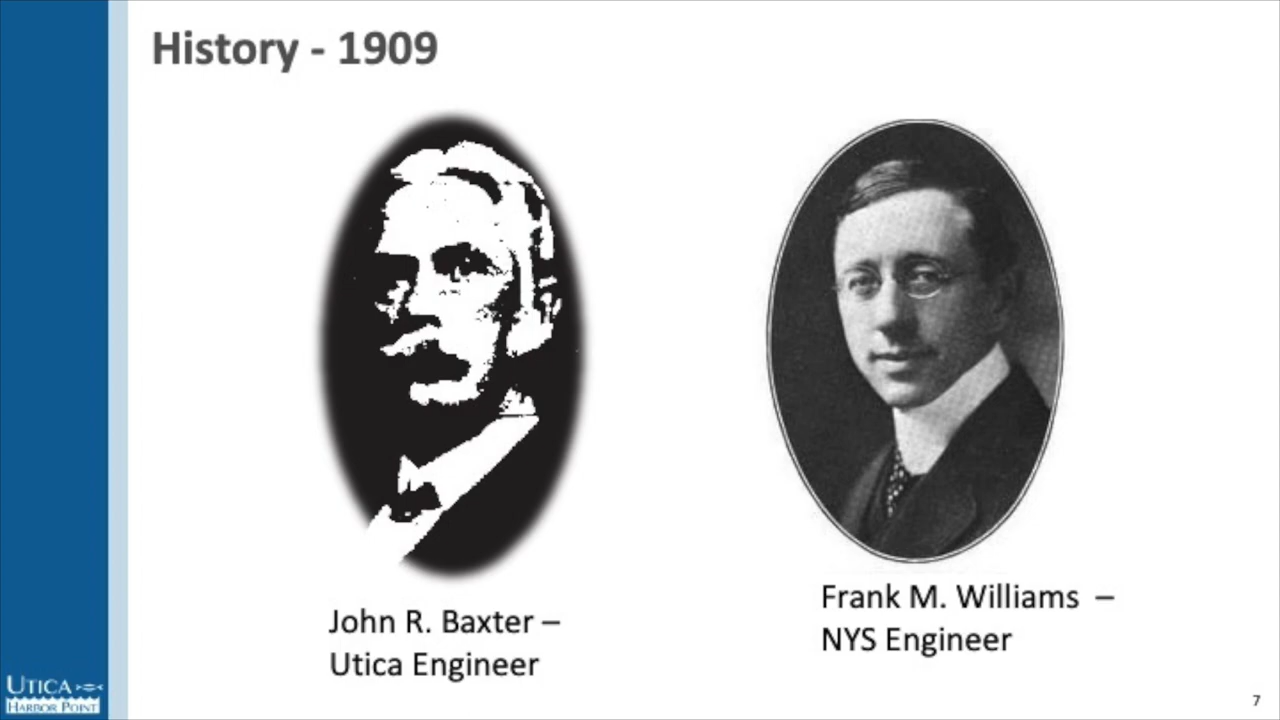 History - 1909
John R. Baxter –
Utica Engineer
Frank M. Williams –
NYS Engineer
UTICA
HARBOR POINT
7